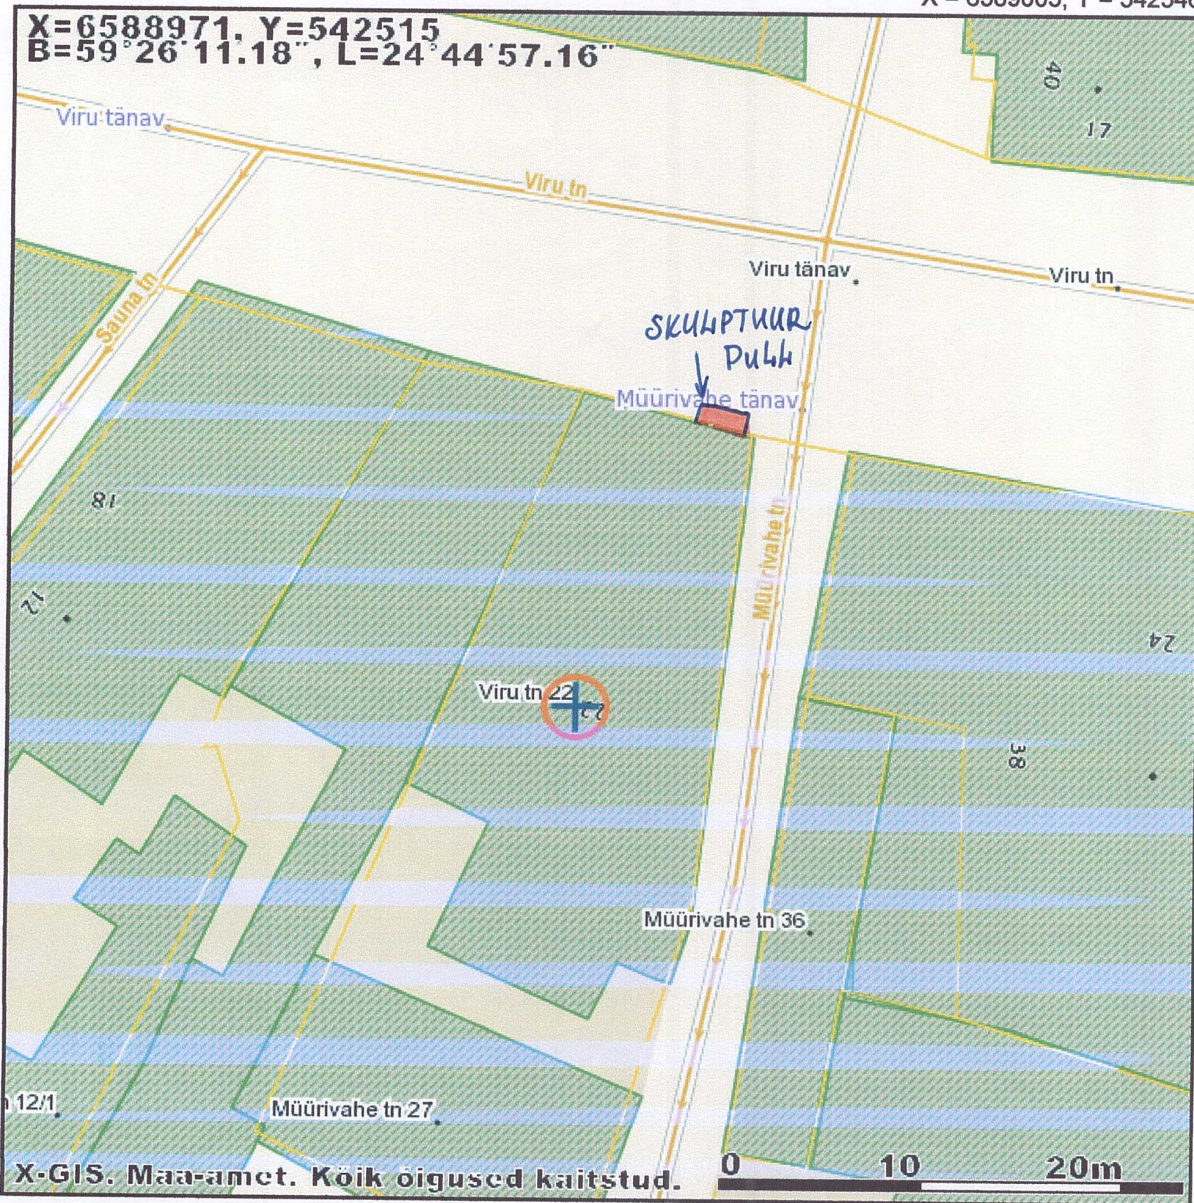 X=6588971, Y=542515
B=59°26'11.18", L=24°44'57.16"
40
17
Viru tänav
Viru tn
Viru tänav
Viru tn
Sauna tn
SKULPTUUR
PULL
Müürivahe tänav
18
Müürivahe tn
12
24
Viru tn 22
22
38
Müürivahe tn 36
12/1
Müürivahe tn 27
X-GIS. Maa-amet. Kõik õigused kaitstud.
0 10 20m